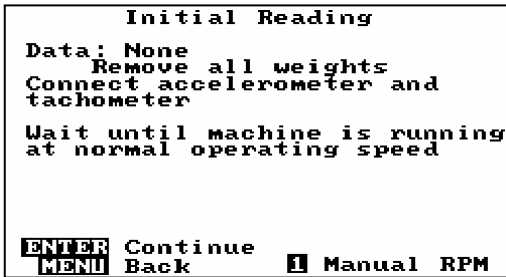 Initial Reading
Data: None
Remove all weights
Connect accelerometer and
tachometer
Wait until machine is running
at normal operating speed
ENTER Continue
MENU Back 1 Manual RPM